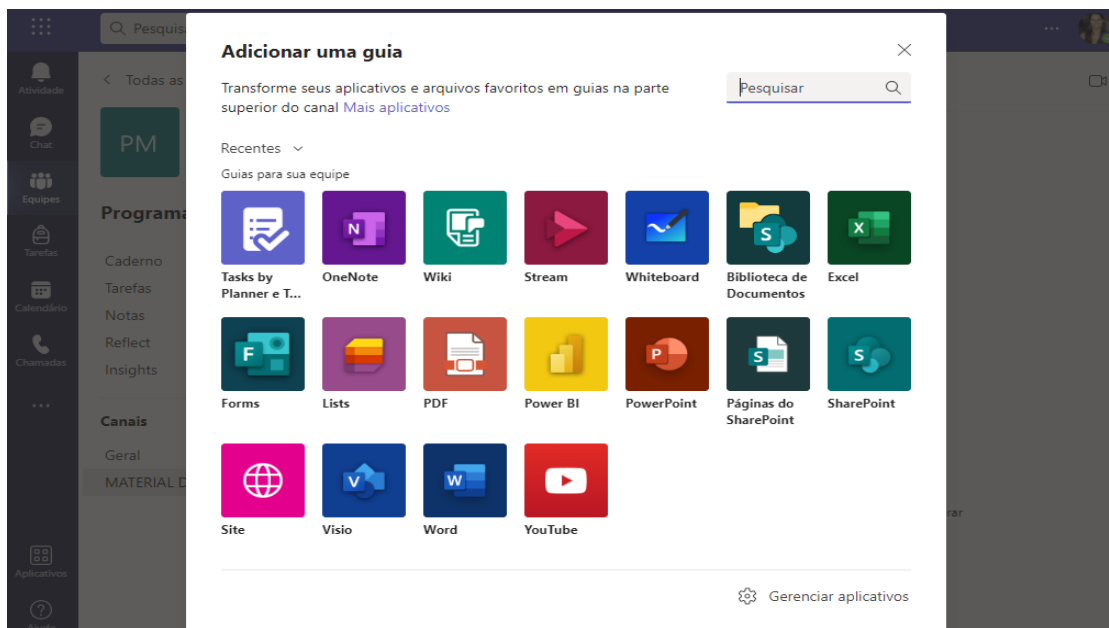 Pesquis
Atividade
Chat
Equipes
Tarefas
Calendário
Chamadas
Aplicativos
Ajuda
Todas as
PM
Programa
Caderno
Tarefas
Notas
Reflect
Insights
Canais
Geral
MATERIAL D
Adicionar uma guia
Transforme seus aplicativos e arquivos favoritos em guias na parte
superior do canal Mais aplicativos
Pesquisar
Recentes
Guias para sua equipe
Tasks by
Planner e T...
OneNote
Wiki
Stream
Whiteboard
Biblioteca de
Documentos
Excel
Forms
Lists
PDF
Power BI
PowerPoint
Páginas do
SharePoint
SharePoint
Site
Visio
Word
YouTube
Gerenciar aplicativos
rar